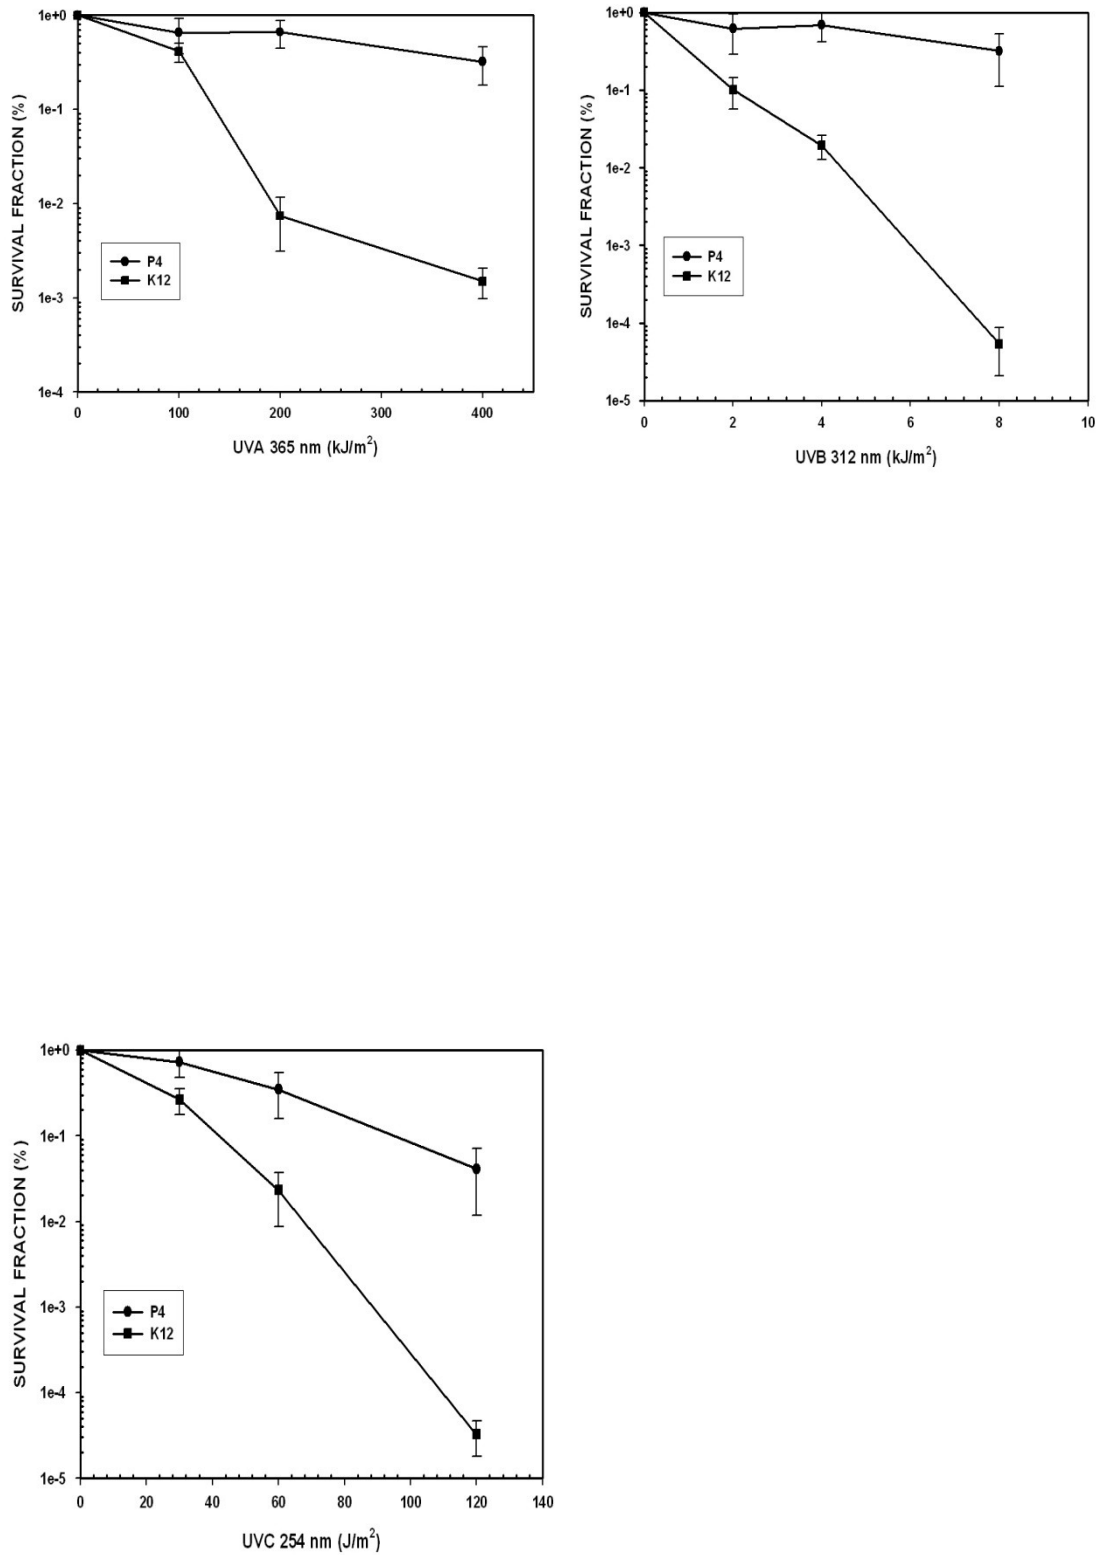 1e+0
1e-1
1e-2
1e-3
1e-4
SURVIVAL FRACTION (%)
P4
K12
0 100 200 300 400
UVA 365 nm (kJ/m²)
1e+0
1e-1
1e-2
1e-3
1e-4
1e-5
SURVIVAL FRACTION (%)
P4
K12
0 2 4 6 8 10
UVB 312 nm (kJ/m²)
1e+0
1e-1
1e-2
1e-3
1e-4
1e-5
SURVIVAL FRACTION (%)
P4
K12
0 20 40 60 80 100 120 140
UVC 254 nm (J/m²)